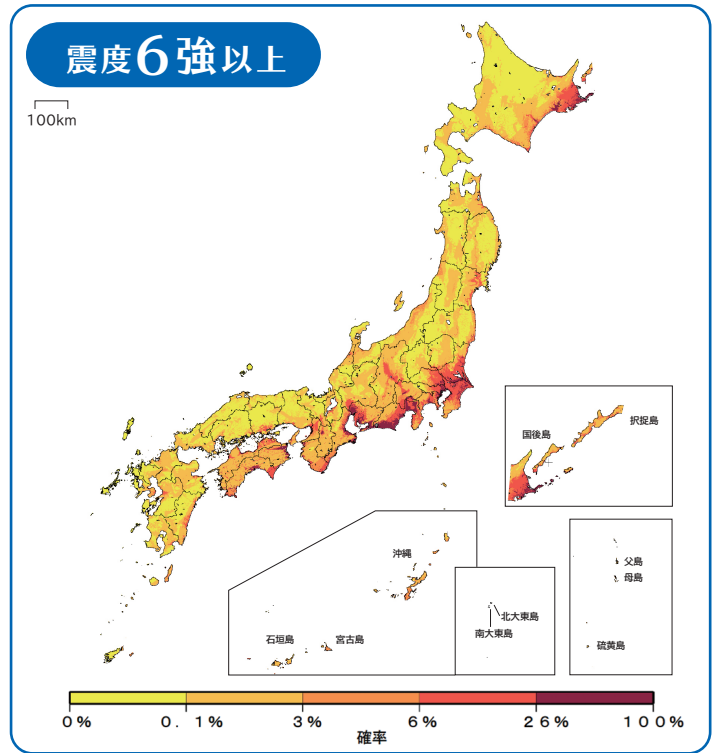 震度6強以上
100km
国後島
択捉島
沖縄
石垣島
宮古島
北大東島
南大東島
父島
母島
硫黄島
0%
0.1%
3%
6%
26%
100%
確率